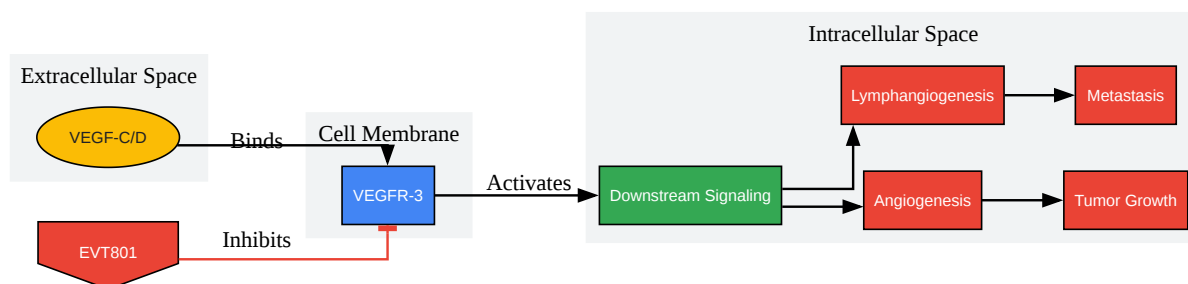 Intracellular Space
Extracellular Space
Lymphangiogenesis
Metastasis
VEGF-C/D
Binds
Cell Membrane
VEGFR-3
Activates
Downstream Signaling
Angiogenesis
Tumor Growth
EVT801
Inhibits